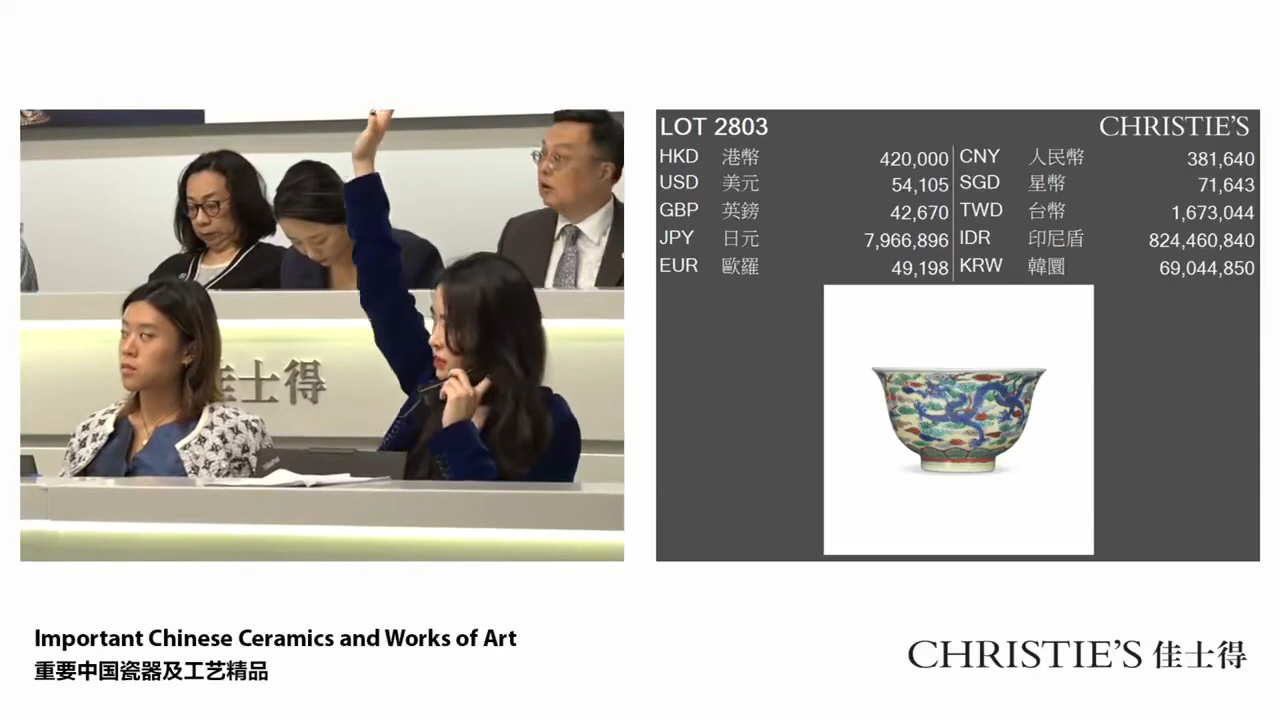 LOT 2803
CHRISTIE'S
HKD 港幣 420,000 CNY 人民幣 381,640
USD 美元 54,105 SGD 星幣 71,643
GBP 英鎊 42,670 TWD 台幣 1,673,044
JPY 日元 7,966,896 IDR 印尼盾 824,460,840
EUR 歐羅 49,198 KRW 韓圜 69,044,850
佳士得
Important Chinese Ceramics and Works of Art
重要中国瓷器及工艺精品
CHRISTIE'S 佳士得